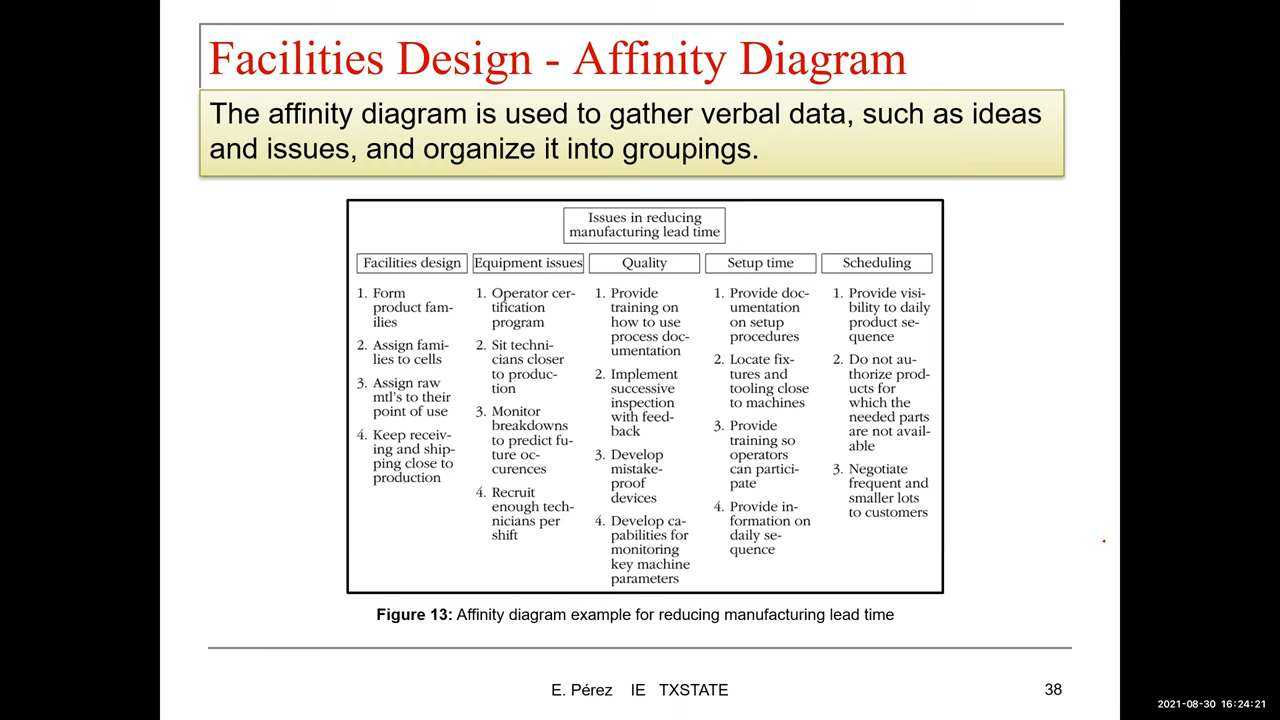 Facilities Design - Affinity Diagram
The affinity diagram is used to gather verbal data, such as ideas
and issues, and organize it into groupings.
Issues in reducing
manufacturing lead time
Facilities design
1. Form
product fam-
ilies
2. Assign fami-
lies to cells
3. Assign raw
mtl's to their
point of use
4. Keep receiv-
ing and ship-
ping close to
production
Equipment issues
1. Operator cer-
tification
program
2. Sit techni-
cians closer
to produc-
tion
3. Monitor
breakdowns
to predict fu-
ture oc-
curences
4. Recruit
enough tech-
nicians per
shift
Quality
1. Provide
training on
how to use
process doc-
umentation
2. Implement
successive
inspection
with feed-
back
3. Develop
mistake-
proof
devices
4. Develop ca-
pabilities for
monitoring
key machine
parameters
Setup time
1. Provide doc-
umentation
on setup
procedures
2. Locate fix-
tures and
tooling close
to machines
3. Provide
training so
operators
can partici-
pate
4. Provide in-
formation on
daily se-
quence
Scheduling
1. Provide visi-
bility to daily
product se-
quence
2. Do not au-
thorize prod-
ucts for
which the
needed parts
are not avail-
able
3. Negotiate
frequent and
smaller lots
to customers
Figure 13: Affinity diagram example for reducing manufacturing lead time
E. Pérez IE TXSTATE
38
2021-08-30 16:24:21